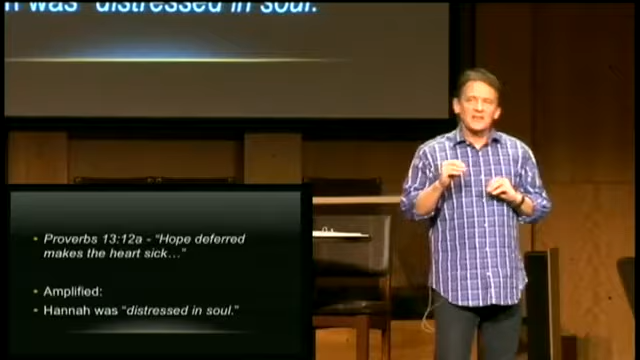 was "distressed in soul."
• Proverbs 13:12a - "Hope deferred
makes the heart sick…"
• Amplified:
• Hannah was "distressed in soul."